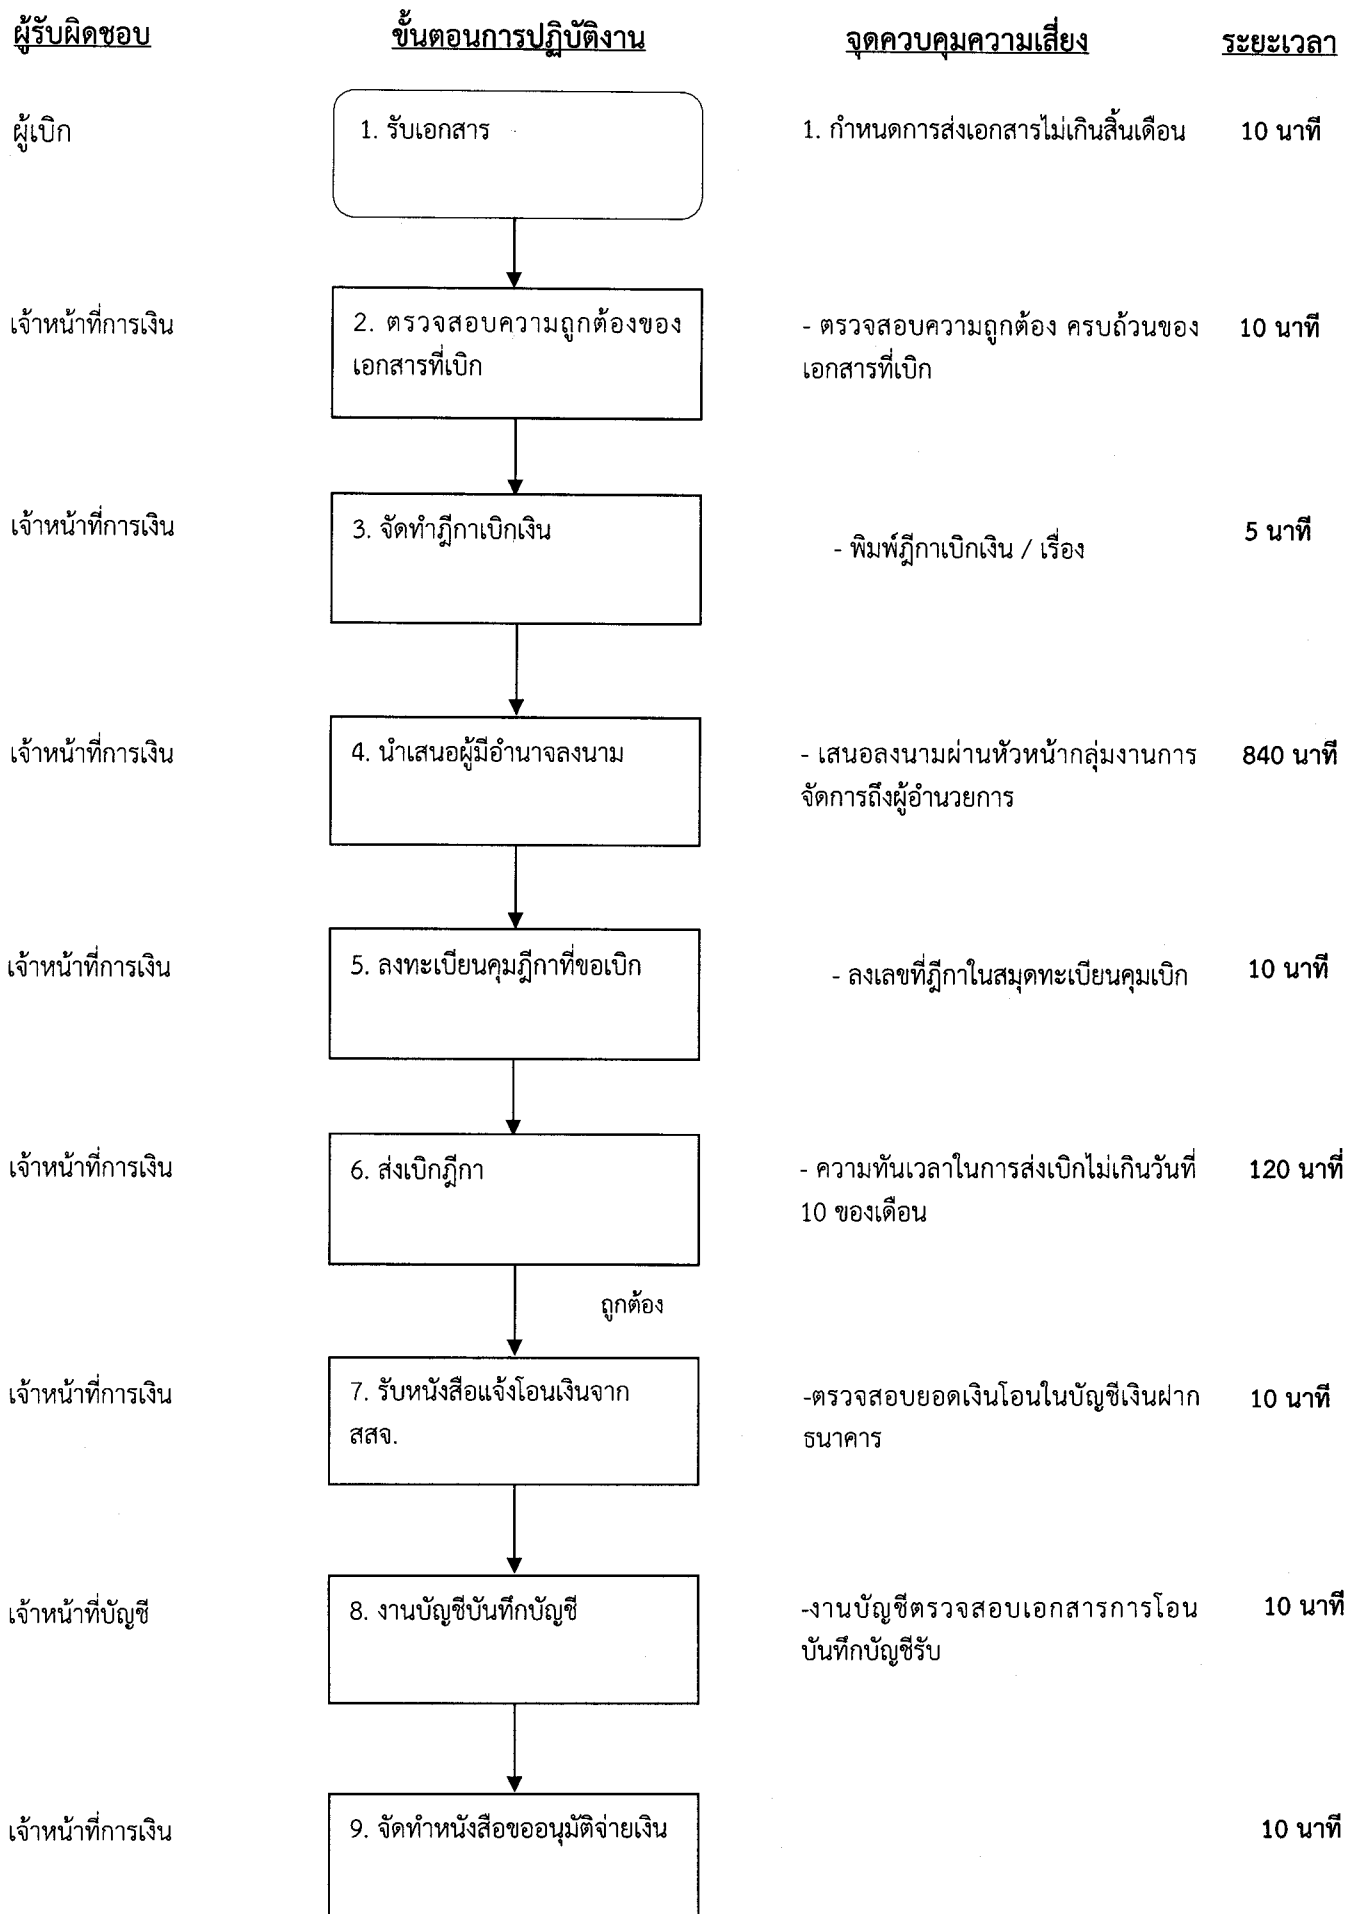 ผู้รับผิดชอบ ขั้นตอนการปฏิบัติงาน จุดควบคุมความเสี่ยง ระยะเวลา
ผู้เบิก 1. รับเอกสาร 1. กำหนดการส่งเอกสารไม่เกินสิ้นเดือน 10 นาที
เจ้าหน้าที่การเงิน 2. ตรวจสอบความถูกต้องของ - ตรวจสอบความถูกต้อง ครบถ้วนของ 10 นาที
เอกสารที่เบิก เอกสารที่เบิก
เจ้าหน้าที่การเงิน 3. จัดทำฎีกาเบิกเงิน - พิมพ์ฎีกาเบิกเงิน / เรื่อง 5 นาที
เจ้าหน้าที่การเงิน 4. นำเสนอผู้มีอำนาจลงนาม - เสนอลงนามผ่านหัวหน้ากลุ่มงานการ 840 นาที
จัดการถึงผู้อำนวยการ
เจ้าหน้าที่การเงิน 5. ลงทะเบียนคุมฎีกาที่ขอเบิก - ลงเลขที่ฎีกาในสมุดทะเบียนคุมเบิก 10 นาที
เจ้าหน้าที่การเงิน 6. ส่งเบิกฎีกา - ความทันเวลาในการส่งเบิกไม่เกินวันที่ 120 นาที่
10 ของเดือน
ถูกต้อง
เจ้าหน้าที่การเงิน 7. รับหนังสือแจ้งโอนเงินจาก -ตรวจสอบยอดเงินโอนในบัญชีเงินฝาก 10 นาที
สสจ. ธนาคาร
เจ้าหน้าที่บัญชี 8. งานบัญชีบันทึกบัญชี -งานบัญชีตรวจสอบเอกสารการโอน 10 นาที
บันทึกบัญชีรับ
เจ้าหน้าที่การเงิน 9. จัดทำหนังสือขออนุมัติจ่ายเงิน 10 นาที